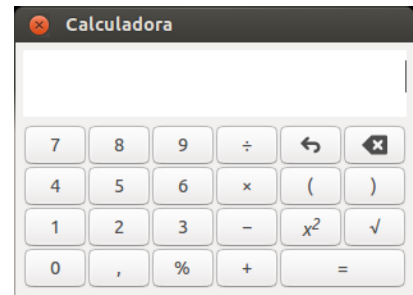 Calculadora
7 8 9 ÷
4 5 6 × ( )
1 2 3 − x² √
0 , % + =